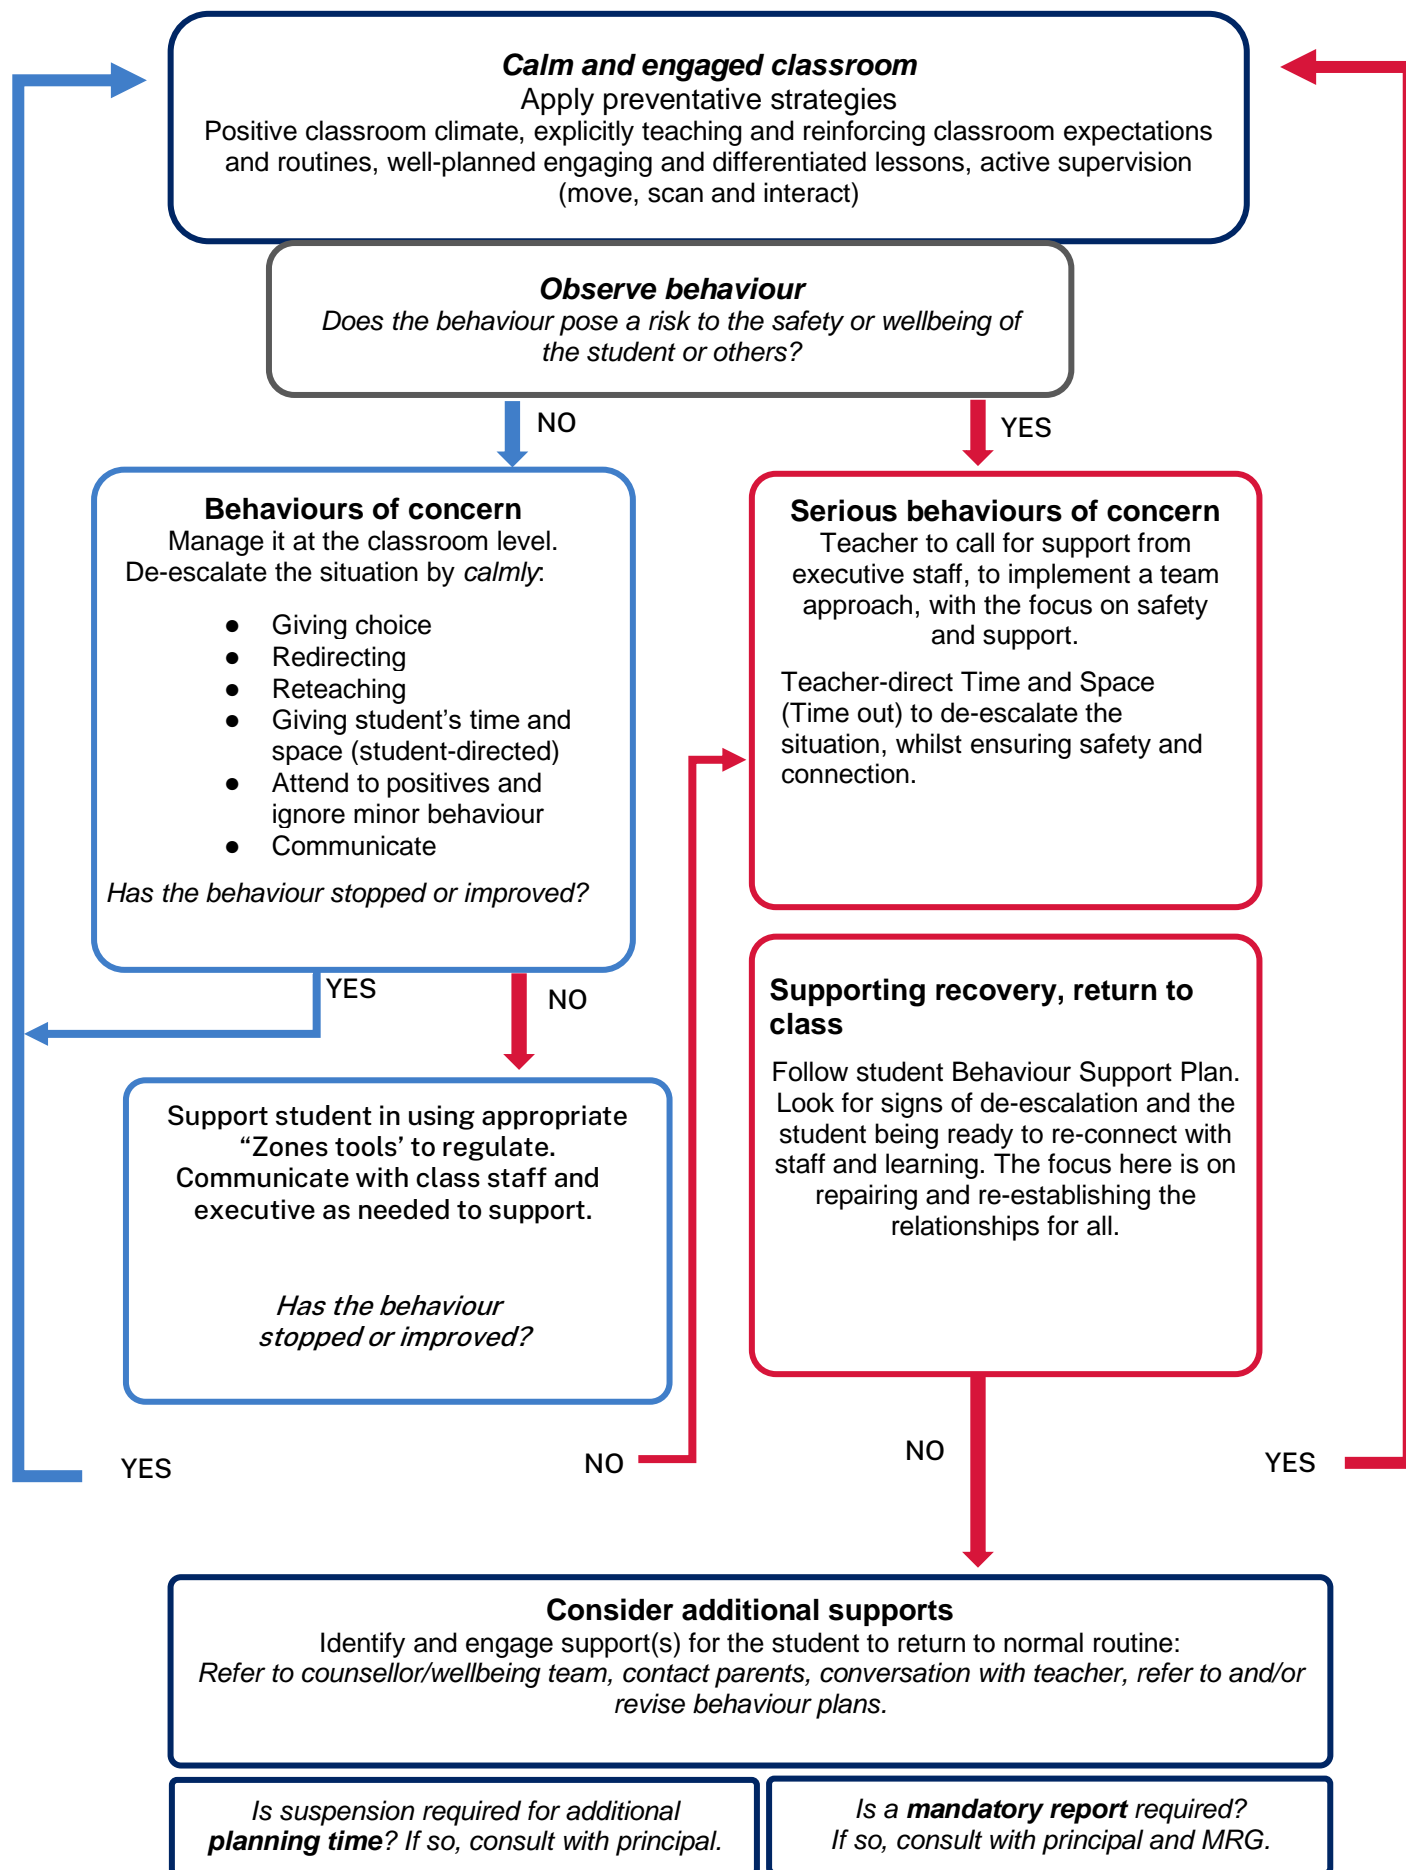 Calm and engaged classroom
Apply preventative strategies
Positive classroom climate, explicitly teaching and reinforcing classroom expectations
and routines, well-planned engaging and differentiated lessons, active supervision
(move, scan and interact)
Observe behaviour
Does the behaviour pose a risk to the safety or wellbeing of
the student or others?
NO
YES
Behaviours of concern
Manage it at the classroom level.
De-escalate the situation by calmly:
● Giving choice
● Redirecting
● Reteaching
● Giving student’s time and
space (student-directed)
● Attend to positives and
ignore minor behaviour
● Communicate
Has the behaviour stopped or improved?
Serious behaviours of concern
Teacher to call for support from
executive staff, to implement a team
approach, with the focus on safety
and support.
Teacher-direct Time and Space
(Time out) to de-escalate the
situation, whilst ensuring safety and
connection.
YES
NO
Support student in using appropriate
“Zones tools’ to regulate.
Communicate with class staff and
executive as needed to support.
Has the behaviour
stopped or improved?
Supporting recovery, return to
class
Follow student Behaviour Support Plan.
Look for signs of de-escalation and the
student being ready to re-connect with
staff and learning. The focus here is on
repairing and re-establishing the
relationships for all.
YES
NO
NO
YES
Consider additional supports
Identify and engage support(s) for the student to return to normal routine:
Refer to counsellor/wellbeing team, contact parents, conversation with teacher, refer to and/or
revise behaviour plans.
Is suspension required for additional
planning time? If so, consult with principal.
Is a mandatory report required?
If so, consult with principal and MRG.